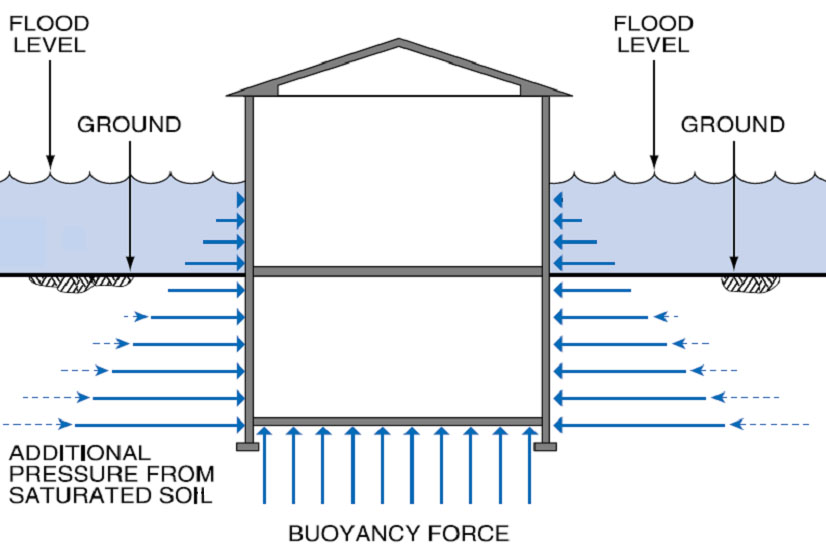 FLOOD
LEVEL
FLOOD
LEVEL
GROUND
GROUND
ADDITIONAL
PRESSURE FROM
SATURATED SOIL
BUOYANCY FORCE